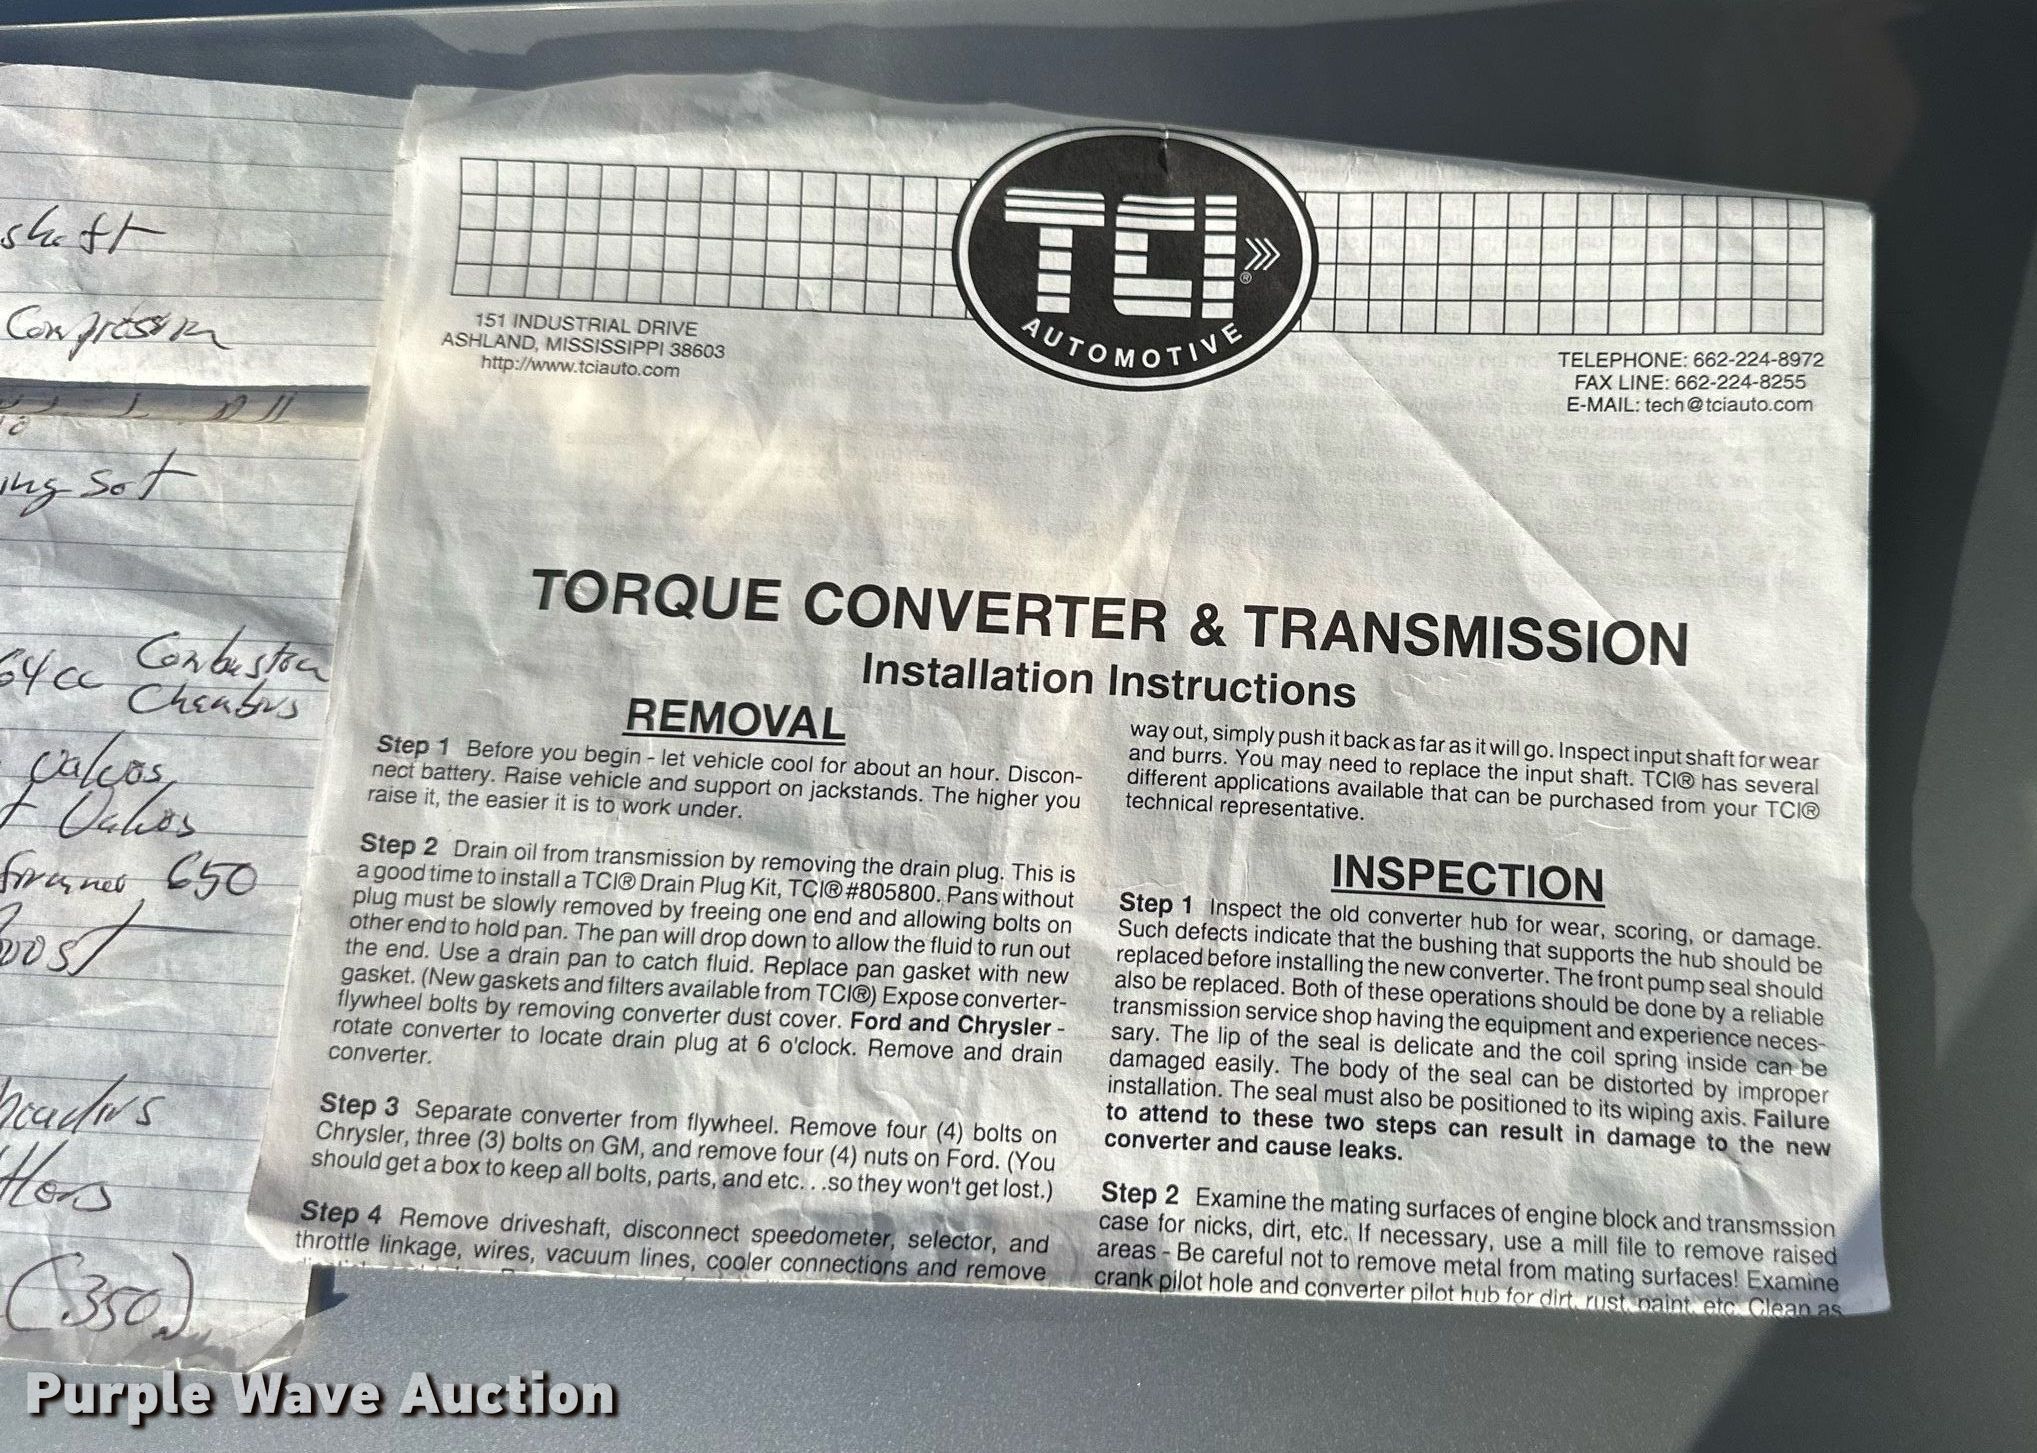 shaft
Compression
ing set
64cc Combustion
Chambers
Valves
Valves
650
headers
(350)
TCI®
AUTOMOTIVE
151 INDUSTRIAL DRIVE
ASHLAND, MISSISSIPPI 38603
http://www.tciauto.com
TELEPHONE: 662-224-8972
FAX LINE: 662-224-8255
E-MAIL: tech@tciauto.com
TORQUE CONVERTER & TRANSMISSION
Installation Instructions
REMOVAL
Step 1 Before you begin - let vehicle cool for about an hour. Discon-
nect battery. Raise vehicle and support on jackstands. The higher you
raise it, the easier it is to work under.
Step 2 Drain oil from transmission by removing the drain plug. This is
a good time to install a TCI® Drain Plug Kit, TCI® #805800. Pans without
plug must be slowly removed by freeing one end and allowing bolts on
other end to hold pan. The pan will drop down to allow the fluid to run out
the end. Use a drain pan to catch fluid. Replace pan gasket with new
gasket. (New gaskets and filters available from TCI®) Expose converter-
flywheel bolts by removing converter dust cover. Ford and Chrysler -
rotate converter to locate drain plug at 6 o'clock. Remove and drain
converter.
Step 3 Separate converter from flywheel. Remove four (4) bolts on
Chrysler, three (3) bolts on GM, and remove four (4) nuts on Ford. (You
should get a box to keep all bolts, parts, and etc. . .so they won't get lost.)
Step 4 Remove driveshaft, disconnect speedometer, selector, and
throttle linkage, wires, vacuum lines, cooler connections and remove
way out, simply push it back as far as it will go. Inspect input shaft for wear
and burrs. You may need to replace the input shaft. TCI® has several
different applications available that can be purchased from your TCI®
technical representative.
INSPECTION
Step 1 Inspect the old converter hub for wear, scoring, or damage.
Such defects indicate that the bushing that supports the hub should be
replaced before installing the new converter. The front pump seal should
also be replaced. Both of these operations should be done by a reliable
transmission service shop having the equipment and experience neces-
sary. The lip of the seal is delicate and the coil spring inside can be
damaged easily. The body of the seal can be distorted by improper
installation. The seal must also be positioned to its wiping axis. Failure
to attend to these two steps can result in damage to the new
converter and cause leaks.
Step 2 Examine the mating surfaces of engine block and transmssion
case for nicks, dirt, etc. If necessary, use a mill file to remove raised
areas - Be careful not to remove metal from mating surfaces! Examine
crank pilot hole and converter pilot hub for dirt, rust, paint, etc. Clean as
Purple Wave Auction